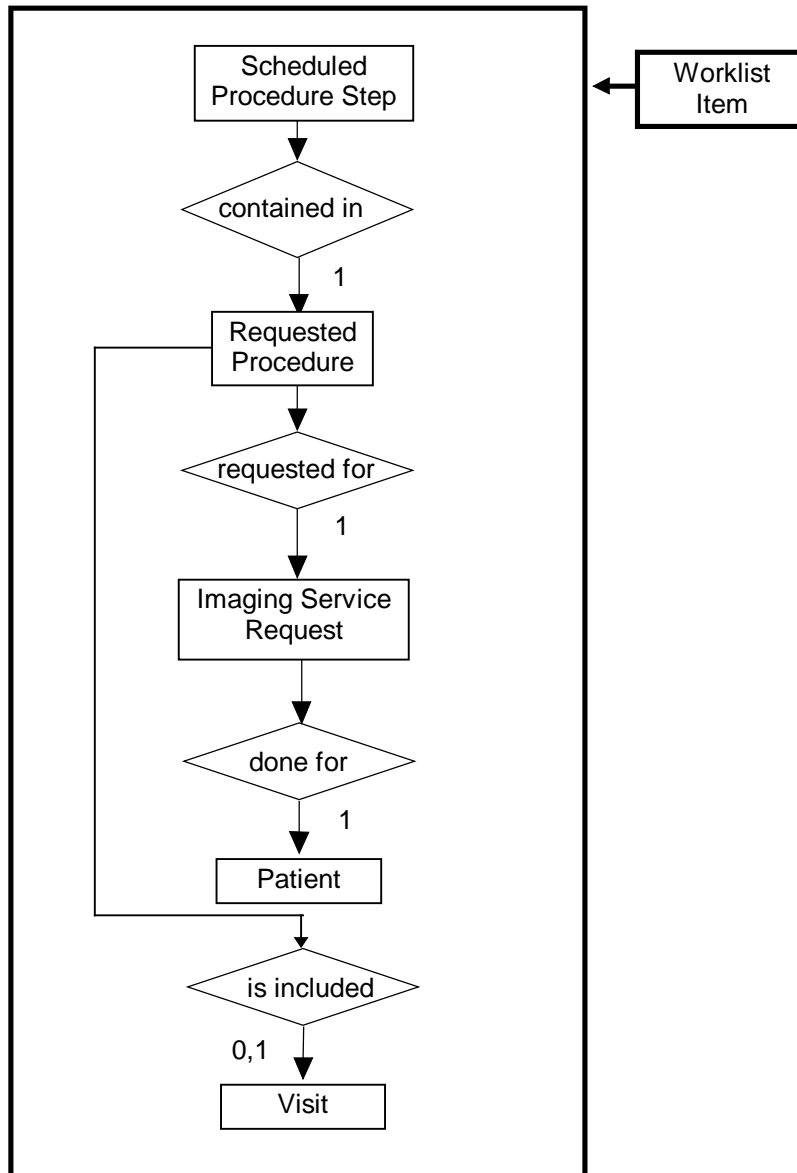 Scheduled
Procedure Step
Worklist
Item
contained in
1
Requested
Procedure
requested for
1
Imaging Service
Request
done for
1
Patient
is included
0,1
Visit